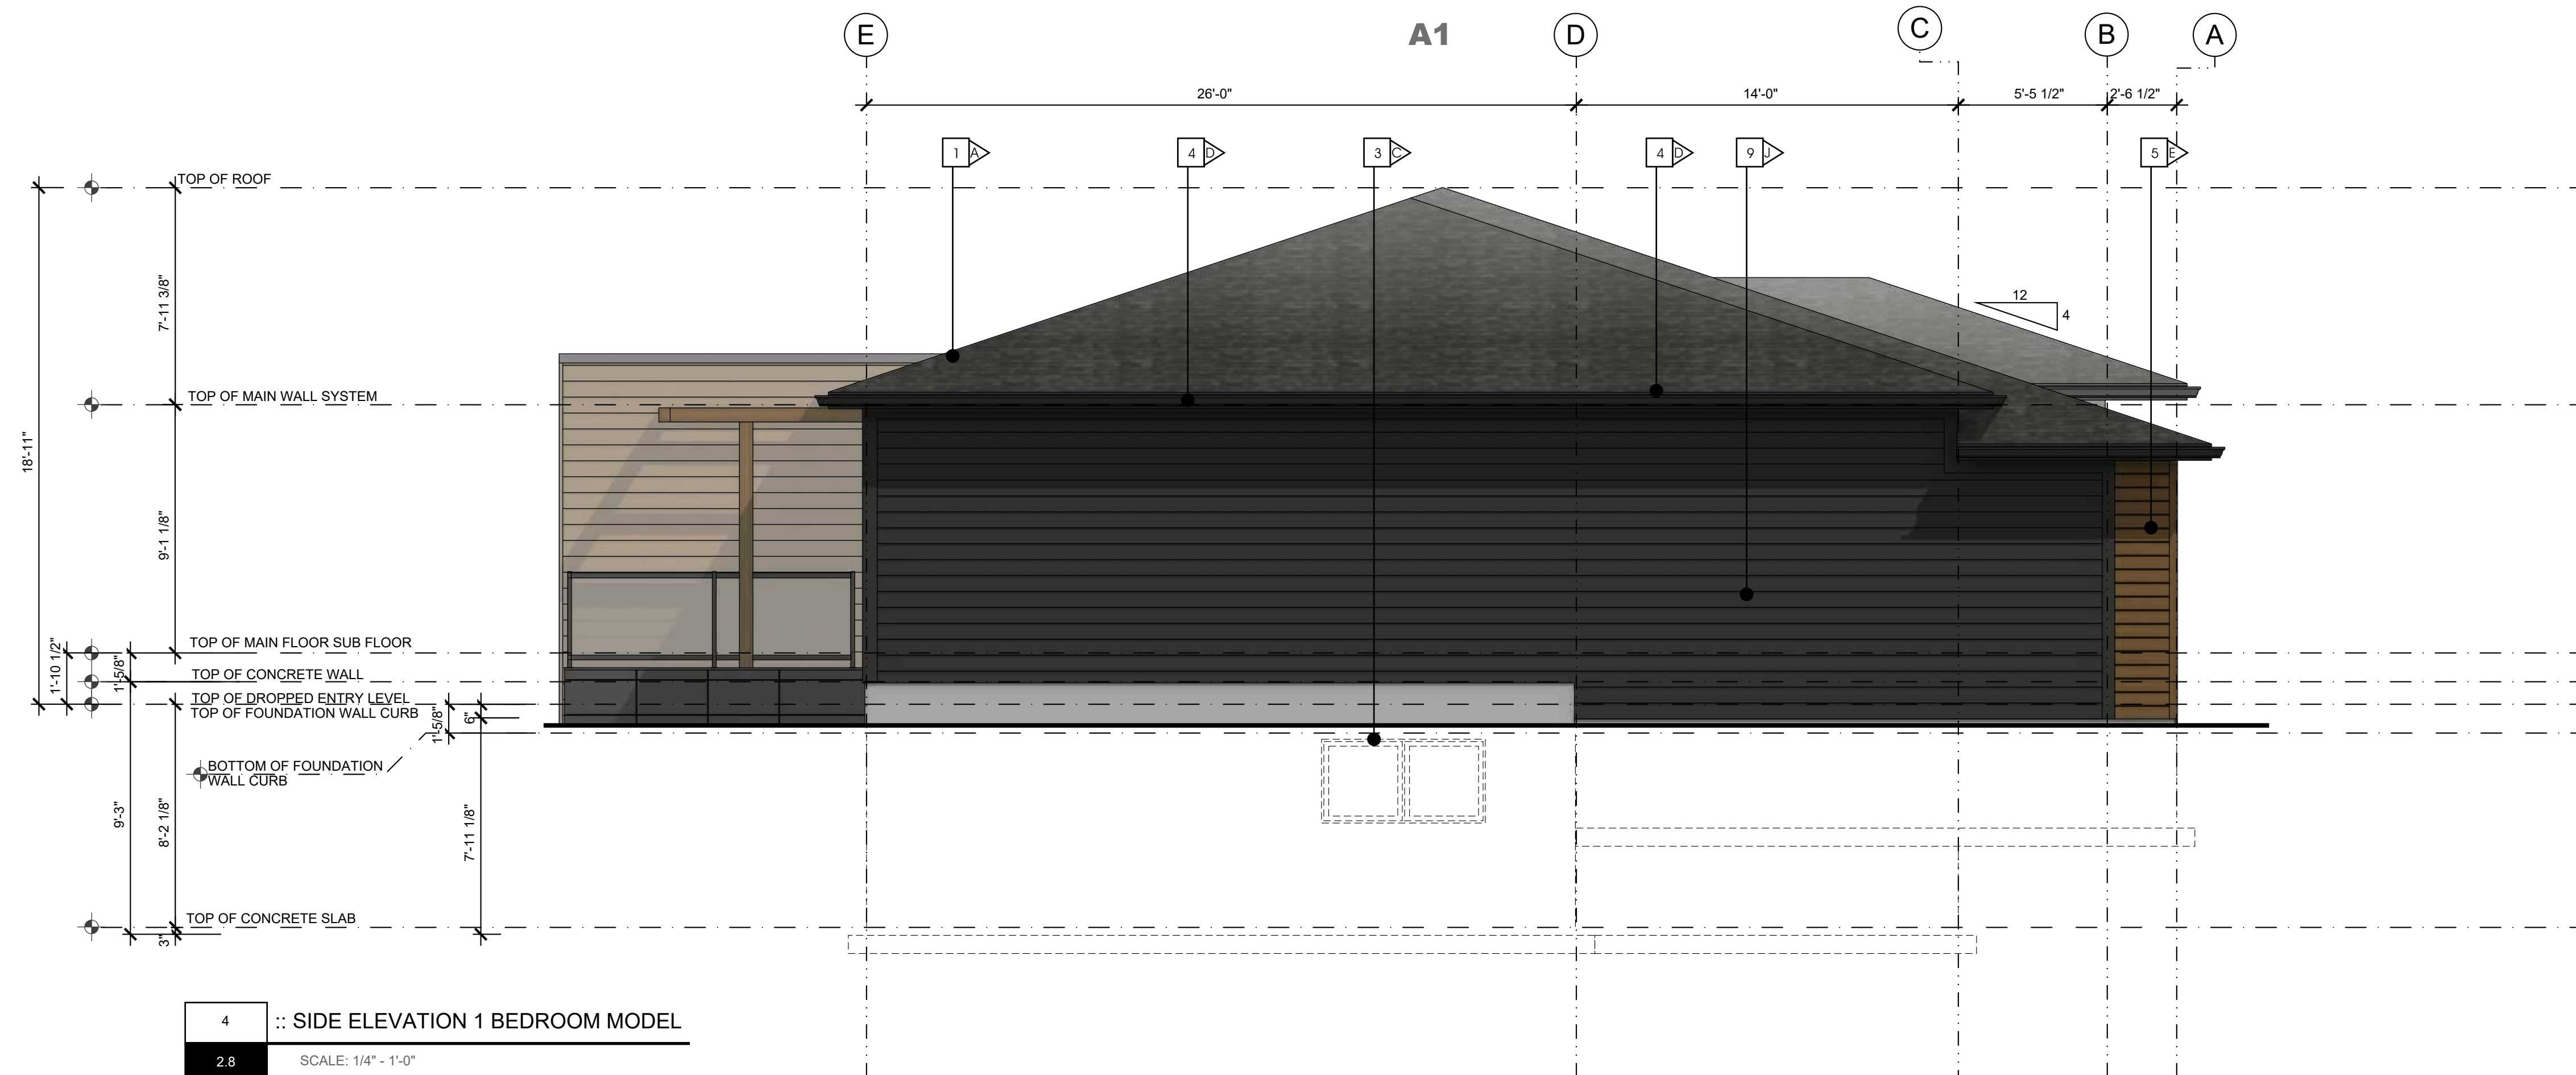 E
A1
D
C
B
A
26'-0"
14'-0"
5'-5 1/2"
2'-6 1/2"
1 A
4 D
3 C
4 D
9 J
5 E
TOP OF ROOF
7'-11 3/8"
12
4
TOP OF MAIN WALL SYSTEM
18'-11"
9'-1 1/8"
TOP OF MAIN FLOOR SUB FLOOR
1'-10 1/2"
1'-5/8"
TOP OF CONCRETE WALL
TOP OF DROPPED ENTRY LEVEL
TOP OF FOUNDATION WALL CURB
1'-5/8"
6"
BOTTOM OF FOUNDATION
WALL CURB
9'-3"
8'-2 1/8"
7'-11 1/8"
TOP OF CONCRETE SLAB
3"
4
:: SIDE ELEVATION 1 BEDROOM MODEL
2.8
SCALE: 1/4" - 1'-0"